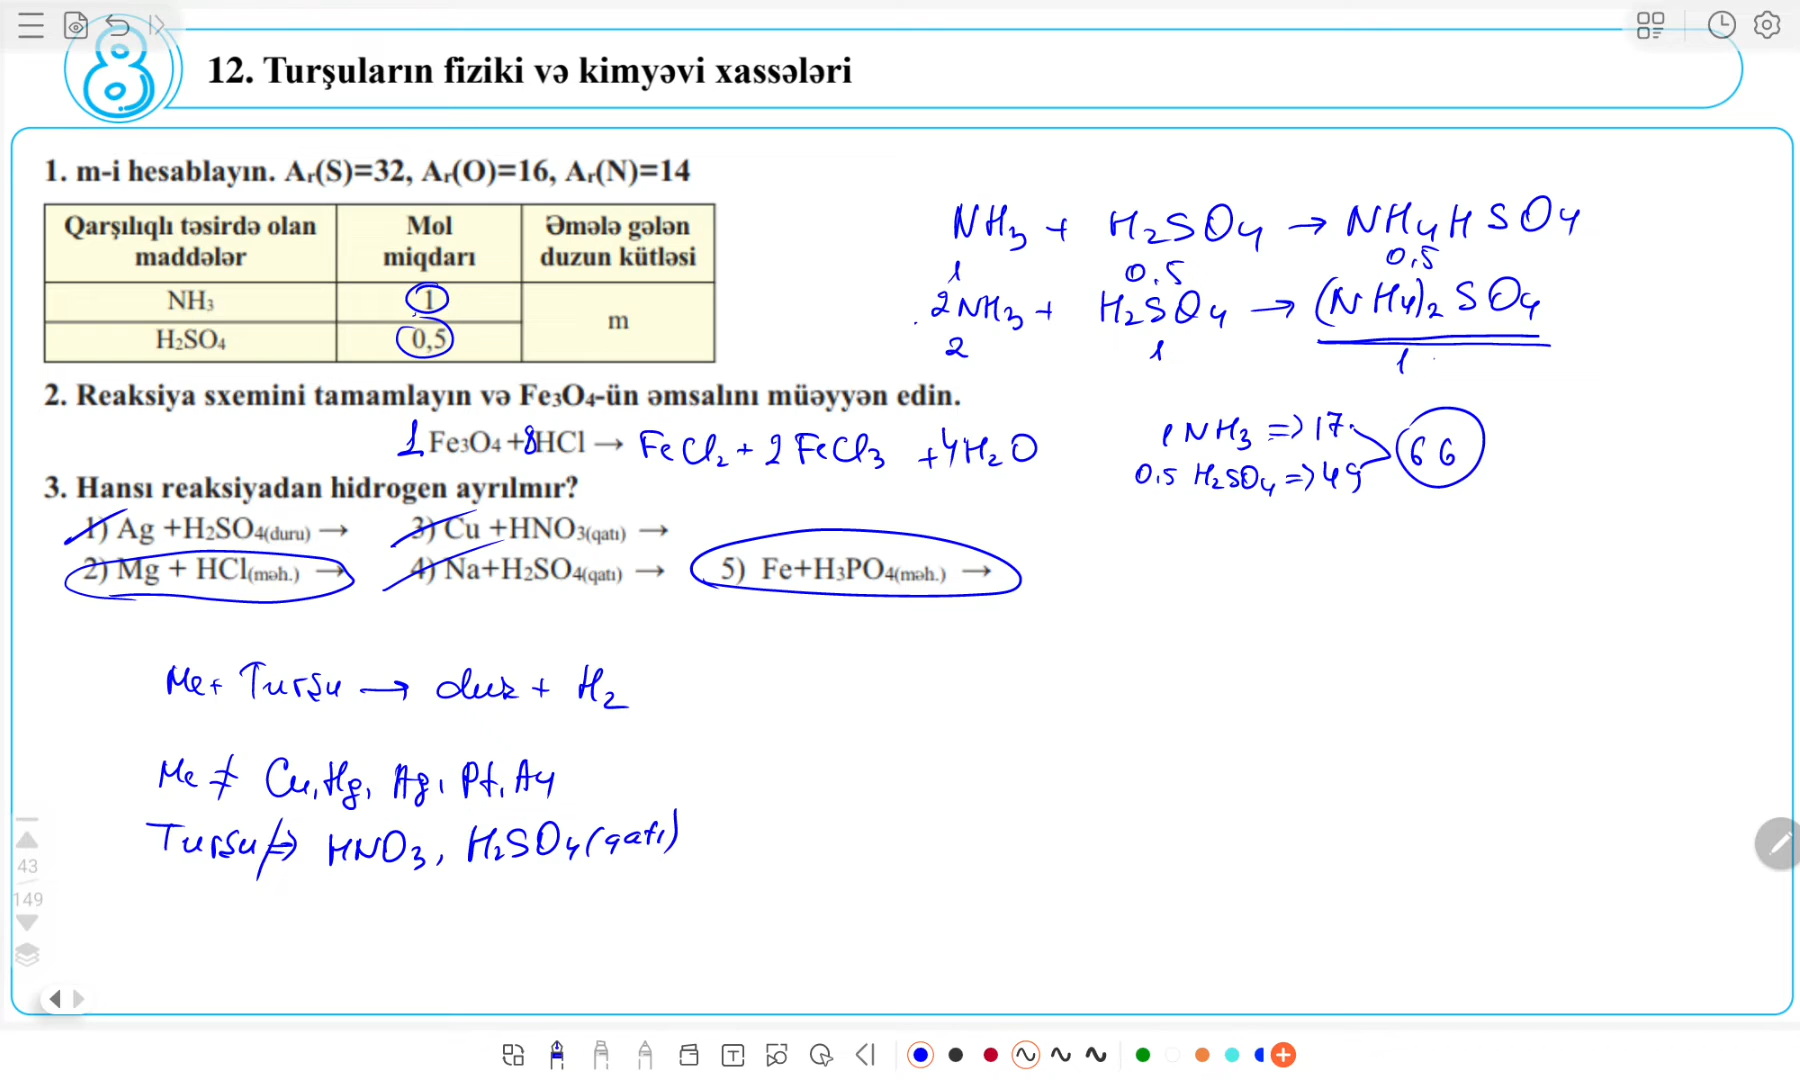 12. Turşuların fiziki və kimyəvi xassələri
1. m-i hesablayın. Aᵣ(S)=32, Aᵣ(O)=16, Aᵣ(N)=14
Qarşılıqlı təsirdə olan maddələr | Mol miqdarı | Əmələ gələn duzun kütləsi
NH₃ | 1 | m
H₂SO₄ | 0,5
NH₃ + H₂SO₄ → NH₄HSO₄
1 0,5 0,5
2NH₃ + H₂SO₄ → (NH₄)₂SO₄
2 1 1
2. Reaksiya sxemini tamamlayın və Fe₃O₄-ün əmsalını müəyyən edin.
1 Fe₃O₄ + 8HCl → FeCl₂ + 2FeCl₃ + 4H₂O
1 NH₃ => 17
0,5 H₂SO₄ => 49
66
3. Hansı reaksiyadan hidrogen ayrılmır?
1) Ag +H₂SO₄(duru) → 3) Cu +HNO₃(qatı) →
2) Mg + HCl(məh.) → 4) Na+H₂SO₄(qatı) → 5) Fe+H₃PO₄(məh.) →
Me + Turşu → duz + H₂
Me ≠ Cu, Hg, Ag, Pt, Au
Turşu ≠> HNO₃, H₂SO₄(qatı)
43
149